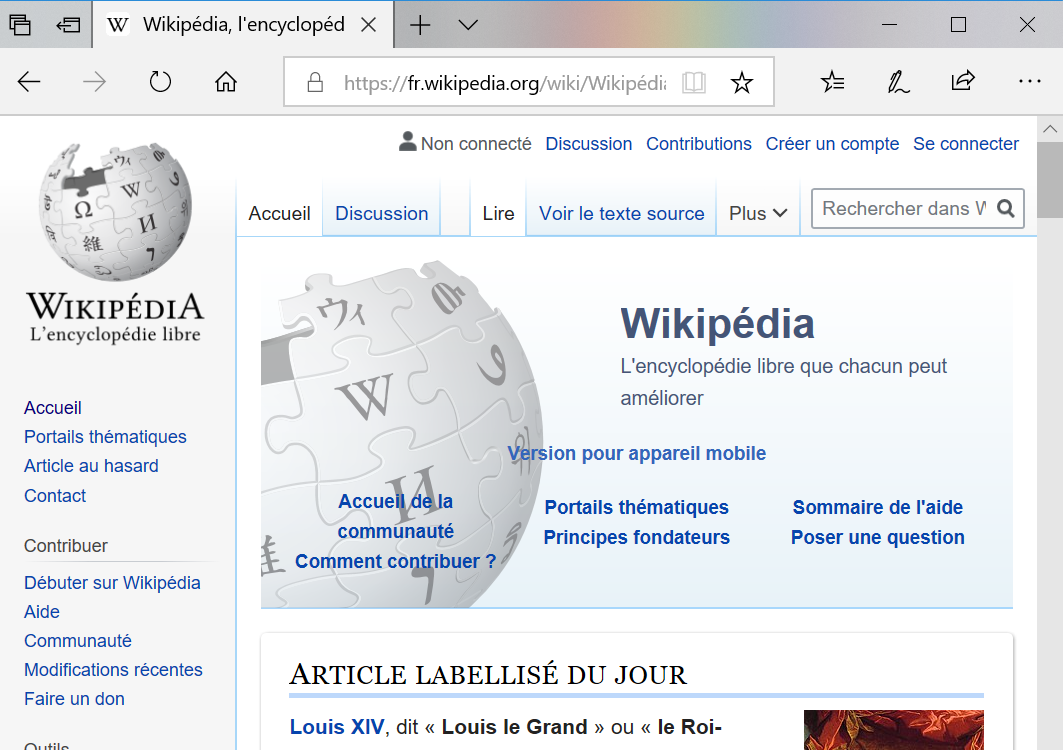 Wikipédia, l'encyclopéd
https://fr.wikipedia.org/wiki/Wikipédia
Non connecté Discussion Contributions Créer un compte Se connecter
Accueil Discussion Lire Voir le texte source Plus Rechercher dans W
WIKIPÉDIA
L'encyclopédie libre
Accueil
Portails thématiques
Article au hasard
Contact
Contribuer
Débuter sur Wikipédia
Aide
Communauté
Modifications récentes
Faire un don
Outils
Wikipédia
L'encyclopédie libre que chacun peut
améliorer
Version pour appareil mobile
Accueil de la
communauté
Comment contribuer ?
Portails thématiques
Principes fondateurs
Sommaire de l'aide
Poser une question
ARTICLE LABELLISÉ DU JOUR
Louis XIV, dit « Louis le Grand » ou « le Roi-